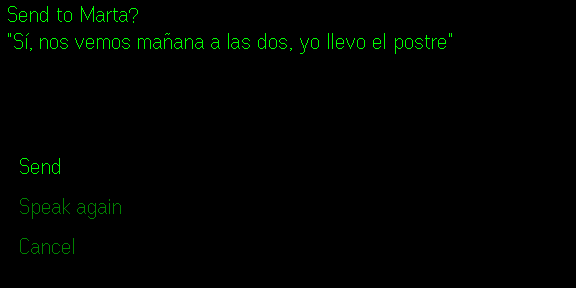 Send to Marta?
"Sí, nos vemos mañana a las dos, yo llevo el postre"
Send
Speak again
Cancel